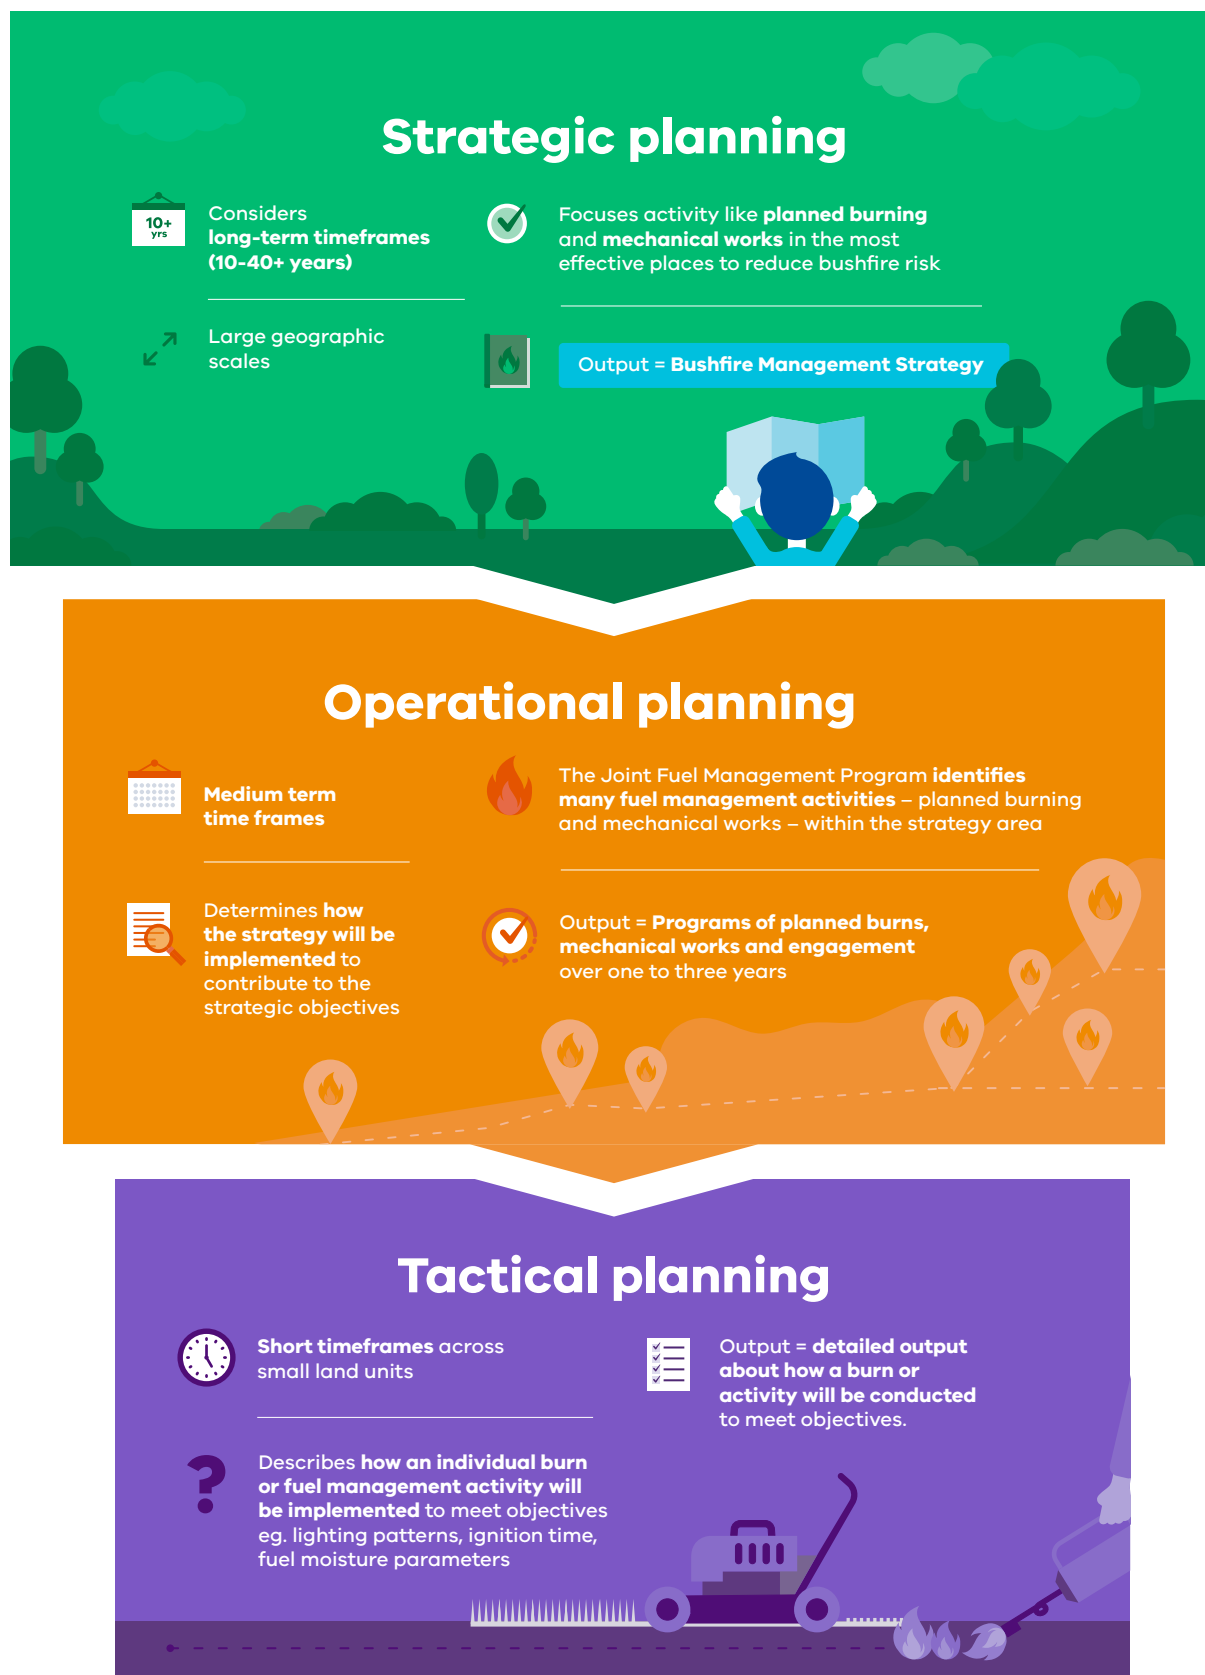 Strategic planning
10+
yrs
Considers
long-term timeframes
(10-40+ years)
Large geographic
scales
Focuses activity like planned burning
and mechanical works in the most
effective places to reduce bushfire risk
Output = Bushfire Management Strategy
Operational planning
Medium term
time frames
Determines how
the strategy will be
implemented to
contribute to the
strategic objectives
The Joint Fuel Management Program identifies
many fuel management activities – planned burning
and mechanical works – within the strategy area
Output = Programs of planned burns,
mechanical works and engagement
over one to three years
Tactical planning
Short timeframes across
small land units
?
Describes how an individual burn
or fuel management activity will
be implemented to meet objectives
eg. lighting patterns, ignition time,
fuel moisture parameters
Output = detailed output
about how a burn or
activity will be conducted
to meet objectives.